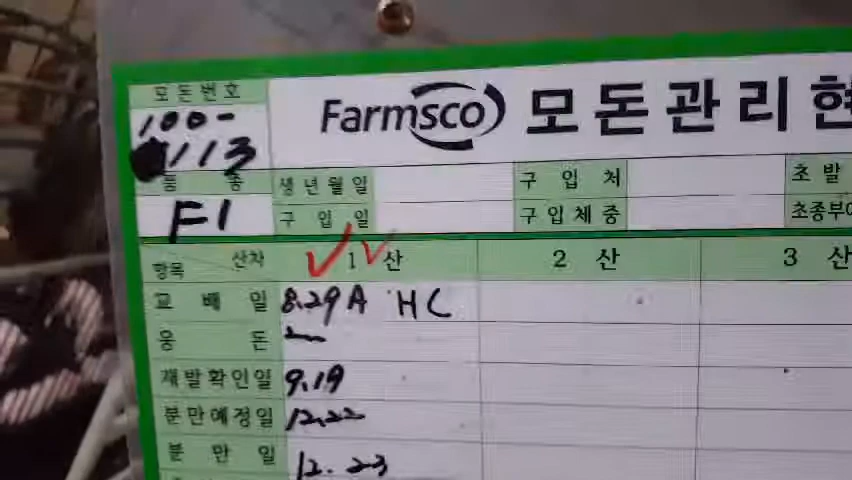 모돈번호
Farmsco 모돈관리현
100-
113
품 종
생년월일
구 입 처
초 발
F1
구 입 일
구입체중
초종부
항목 산차
1 산
2 산
3 산
교 배 일 8.29 A HC
웅 돈
재발확인일 9.19
분만예정일 12.22
분 만 일 12.23